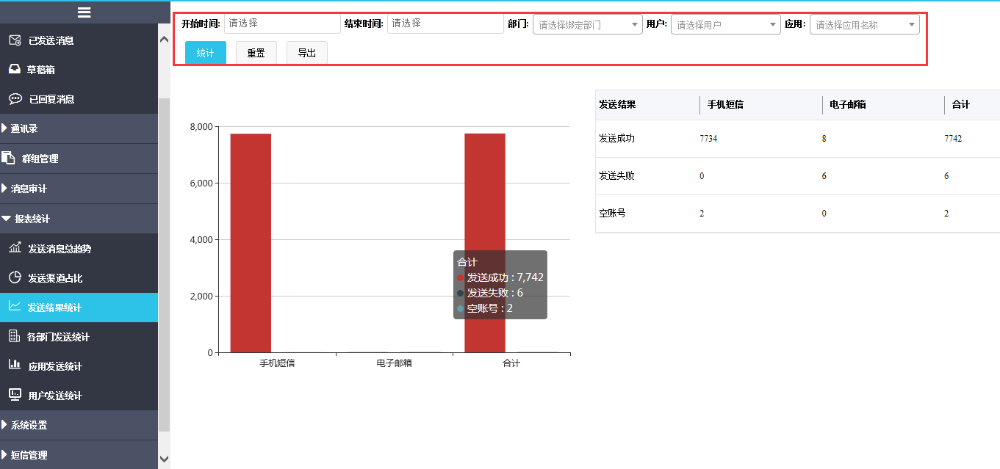 已发送消息
草稿箱
已回复消息
通讯录
群组管理
消息审计
报表统计
发送消息总趋势
发送渠道占比
发送结果统计
各部门发送统计
应用发送统计
用户发送统计
系统设置
短信管理
开始时间: 请选择 结束时间: 请选择 部门: 请选择绑定部门 用户: 请选择用户 应用: 请选择应用名称
统计 重置 导出
8,000
6,000
4,000
2,000
0
手机短信 电子邮箱 合计
合计
发送成功 : 7,742
发送失败 : 6
空账号 : 2
发送结果 手机短信 电子邮箱 合计
发送成功 7734 8 7742
发送失败 0 6 6
空账号 2 0 2